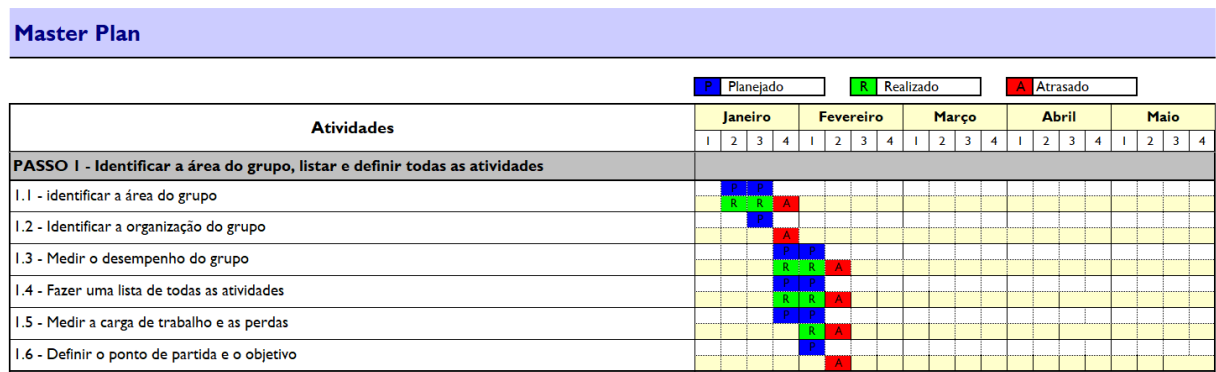 Master Plan
P Planejado R Realizado A Atrasado
Atividades
Janeiro Fevereiro Março Abril Maio
1 2 3 4 1 2 3 4 1 2 3 4 1 2 3 4 1 2 3 4
PASSO 1 - Identificar a área do grupo, listar e definir todas as atividades
1.1 - identificar a área do grupo
P P
R R A
1.2 - Identificar a organização do grupo
P
A
1.3 - Medir o desempenho do grupo
P P
R R A
1.4 - Fazer uma lista de todas as atividades
P P
R R A
1.5 - Medir a carga de trabalho e as perdas
P P
R A
1.6 - Definir o ponto de partida e o objetivo
P
A